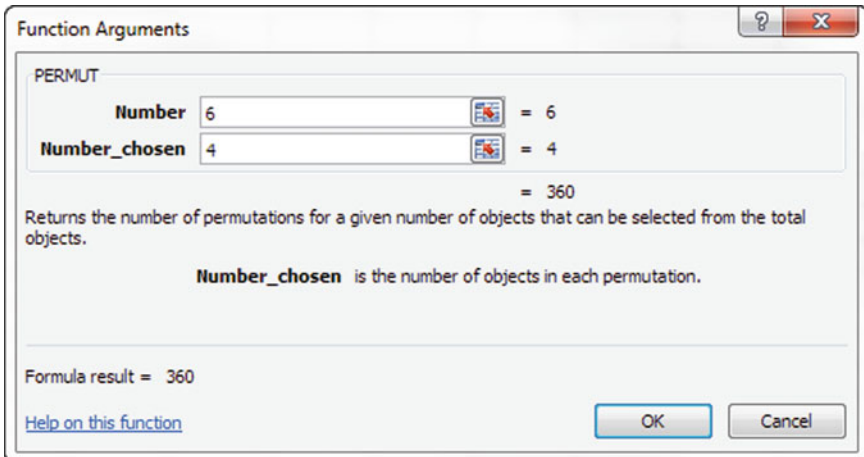 Function Arguments
?
X
PERMUT
Number 6 = 6
Number_chosen 4 = 4
= 360
Returns the number of permutations for a given number of objects that can be selected from the total
objects.
Number_chosen is the number of objects in each permutation.
Formula result = 360
Help on this function
OK Cancel